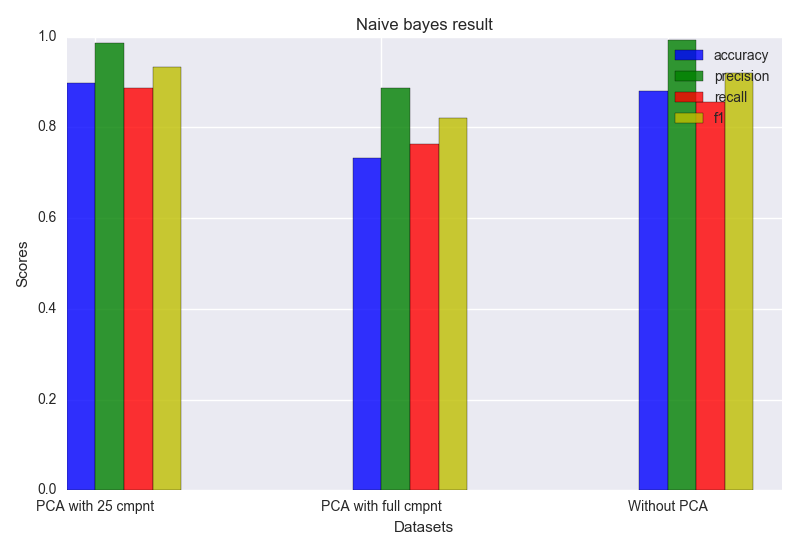 Naive bayes result
1.0
0.8
0.6
0.4
0.2
0.0
Scores
accuracy
precision
recall
f1
PCA with 25 cmpnt
PCA with full cmpnt
Without PCA
Datasets